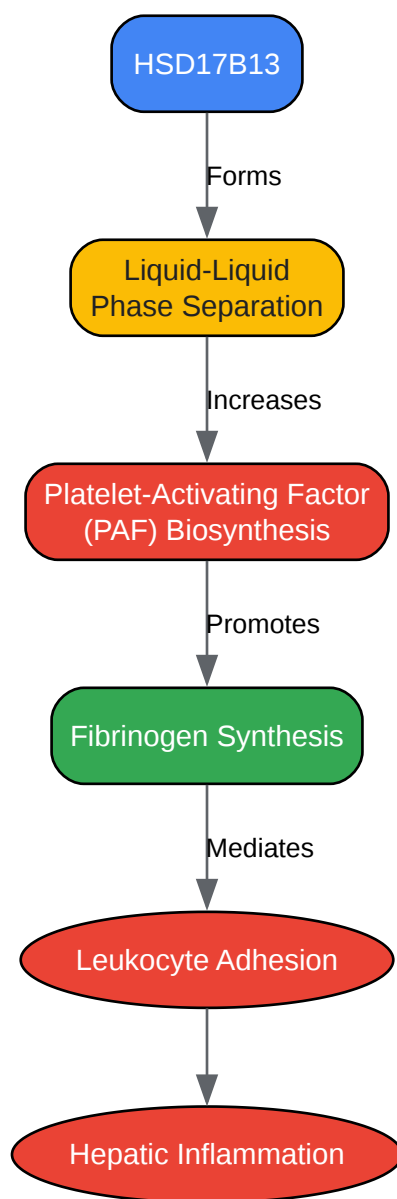 HSD17B13
Forms
Liquid-Liquid
Phase Separation
Increases
Platelet-Activating Factor
(PAF) Biosynthesis
Promotes
Fibrinogen Synthesis
Mediates
Leukocyte Adhesion
Hepatic Inflammation